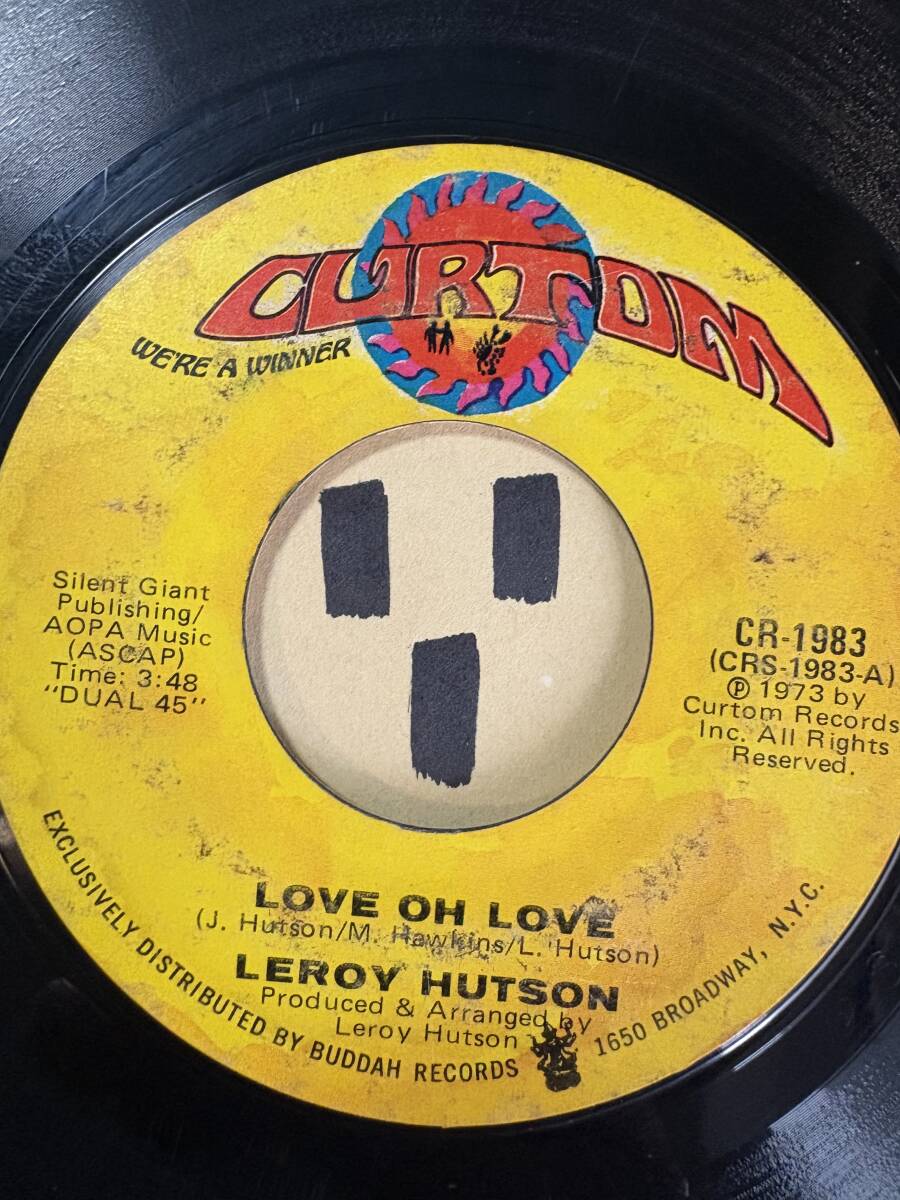 CURTOM
WE'RE A WINNER
Silent Giant
Publishing/
AOPA Music
(ASCAP)
Time: 3:48
"DUAL 45"
CR-1983
(CRS-1983-A)
℗ 1973 by
Curtom Records
Inc. All Rights
Reserved.
LOVE OH LOVE
(J. Hutson/M. Hawkins/L. Hutson)
LEROY HUTSON
Produced & Arranged by
Leroy Hutson
EXCLUSIVELY DISTRIBUTED BY BUDDAH RECORDS 1650 BROADWAY, N.Y.C.